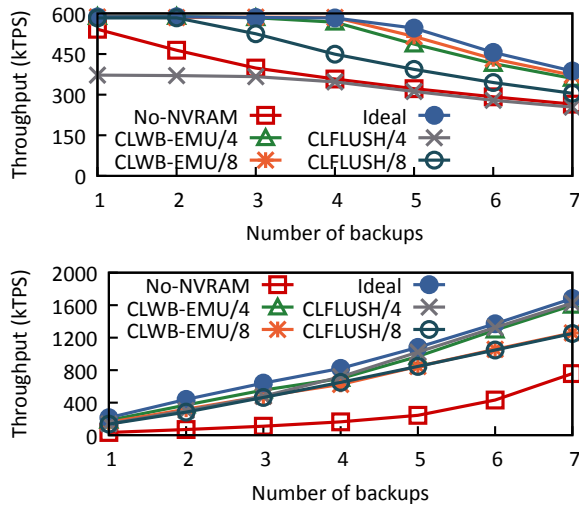 Throughput (kTPS)
600
450
300
150
0
No-NVRAM
Ideal
CLWB-EMU/4
CLFLUSH/4
CLWB-EMU/8
CLFLUSH/8
1 2 3 4 5 6 7
Number of backups
Throughput (kTPS)
2000
1600
1200
800
400
0
No-NVRAM
Ideal
CLWB-EMU/4
CLFLUSH/4
CLWB-EMU/8
CLFLUSH/8
1 2 3 4 5 6 7
Number of backups